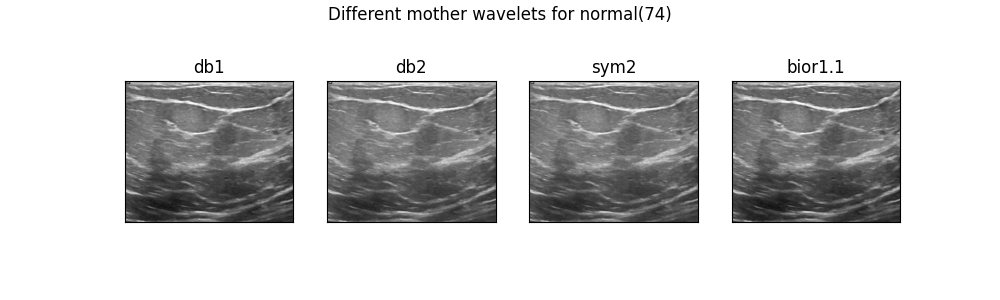 Different mother wavelets for normal(74)
db1
db2
sym2
bior1.1